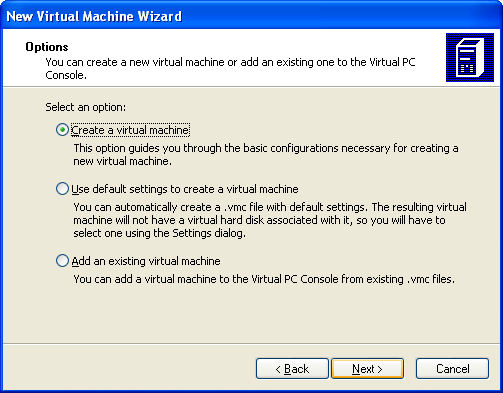 New Virtual Machine Wizard
Options
You can create a new virtual machine or add an existing one to the Virtual PC
Console.
Select an option:
Create a virtual machine
This option guides you through the basic configurations necessary for creating a
new virtual machine.
Use default settings to create a virtual machine
You can automatically create a .vmc file with default settings. The resulting virtual
machine will not have a virtual hard disk associated with it, so you will have to
select one using the Settings dialog.
Add an existing virtual machine
You can add a virtual machine to the Virtual PC Console from existing .vmc files.
< Back Next > Cancel